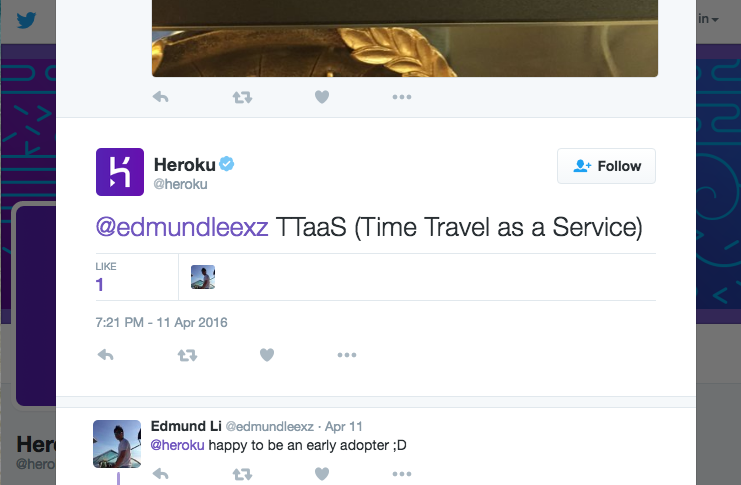 in
Heroku
@heroku
Follow
@edmundleexz TTaaS (Time Travel as a Service)
LIKE
1
7:21 PM - 11 Apr 2016
Edmund Li @edmundleexz · Apr 11
@heroku happy to be an early adopter ;D
Her
@hero